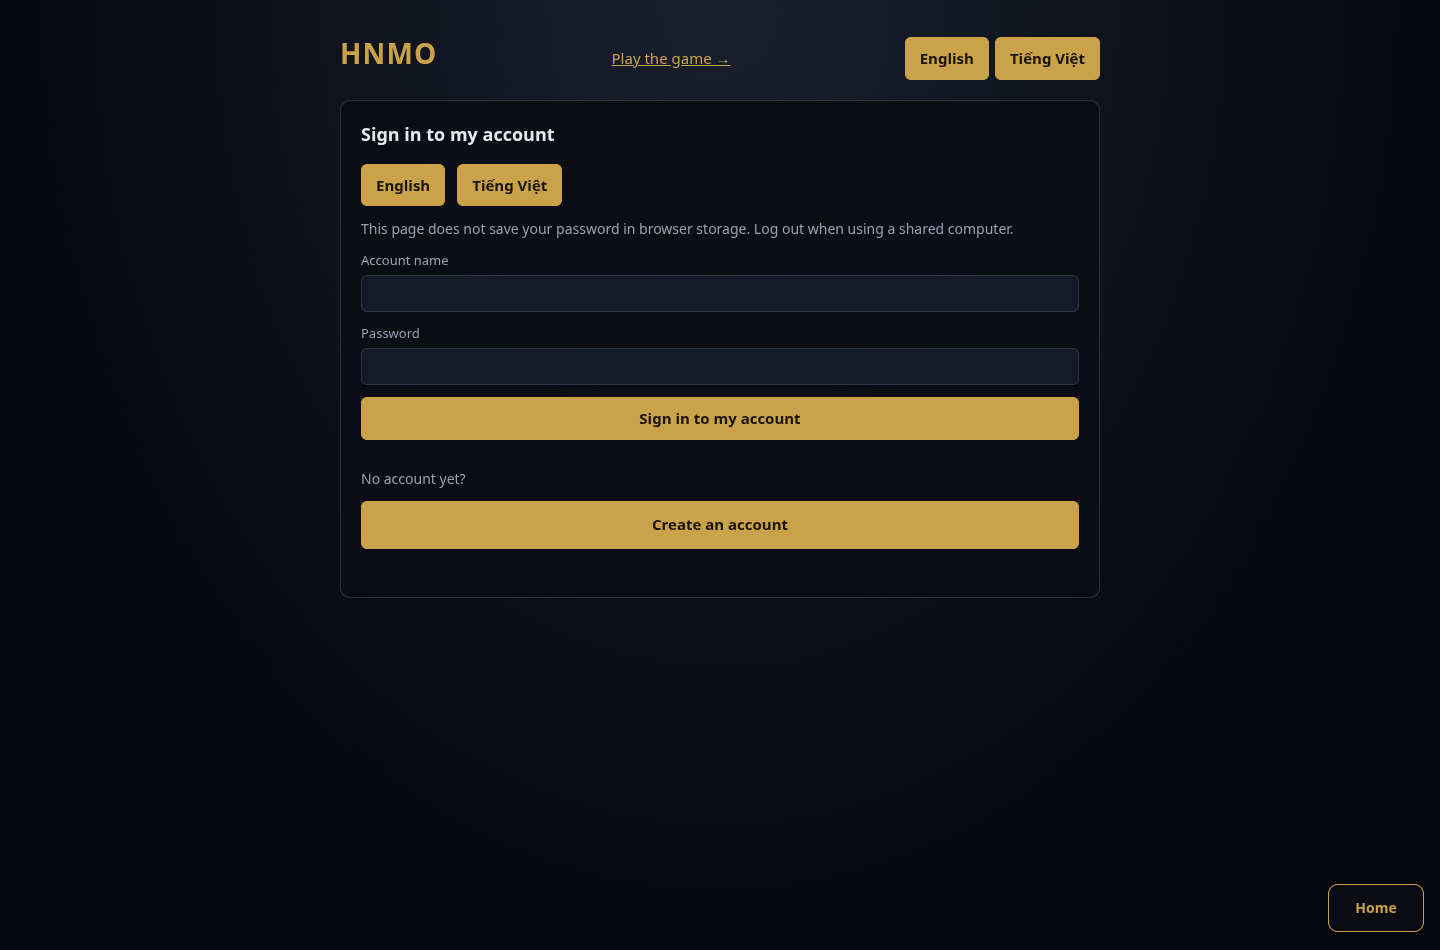 HNMO
Play the game →
English
Tiếng Việt
Sign in to my account
English
Tiếng Việt
This page does not save your password in browser storage. Log out when using a shared computer.
Account name
Password
Sign in to my account
No account yet?
Create an account
Home